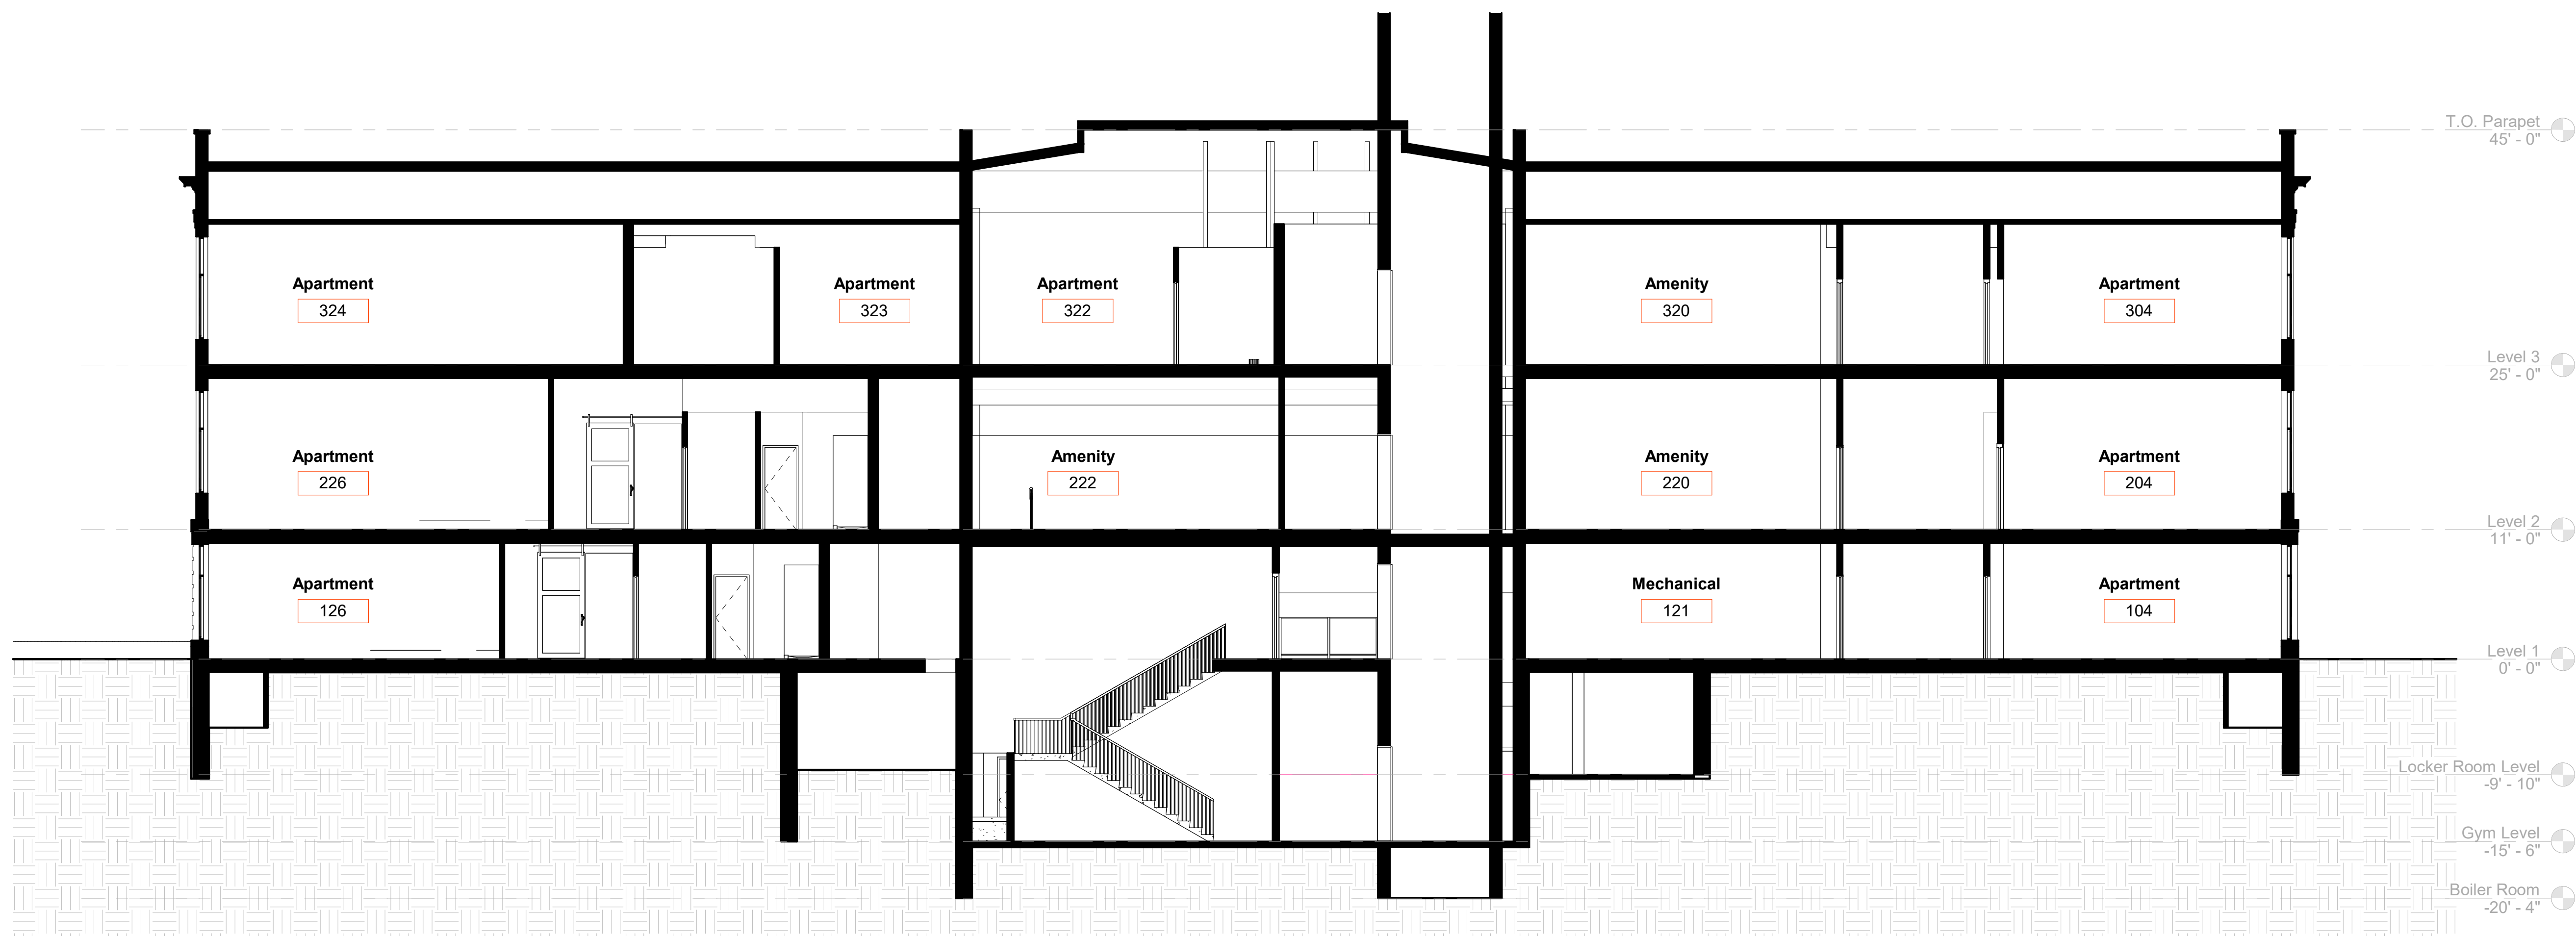 T.O. Parapet
45' - 0"
Apartment
324
Apartment
323
Apartment
322
Amenity
320
Apartment
304
Level 3
25' - 0"
Apartment
226
Amenity
222
Amenity
220
Apartment
204
Level 2
11' - 0"
Apartment
126
Mechanical
121
Apartment
104
Level 1
0' - 0"
Locker Room Level
-9' - 10"
Gym Level
-15' - 6"
Boiler Room
-20' - 4"